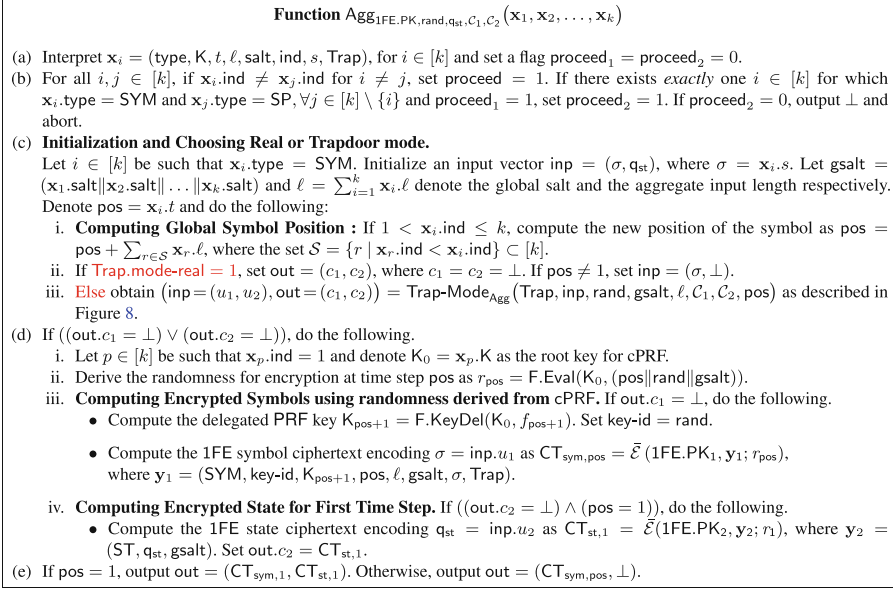 Function Agg_{1FE.PK,rand,q_st,C_1,C_2}(x_1, x_2, . . . , x_k)
(a) Interpret x_i = (type, K, t, ℓ, salt, ind, s, Trap), for i ∈ [k] and set a flag proceed_1 = proceed_2 = 0.
(b) For all i, j ∈ [k], if x_i.ind ≠ x_j.ind for i ≠ j, set proceed = 1. If there exists exactly one i ∈ [k] for which
x_i.type = SYM and x_j.type = SP, ∀j ∈ [k] \ {i} and proceed_1 = 1, set proceed_2 = 1. If proceed_2 = 0, output ⊥ and
abort.
(c) Initialization and Choosing Real or Trapdoor mode.
Let i ∈ [k] be such that x_i.type = SYM. Initialize an input vector inp = (σ, q_st), where σ = x_i.s. Let gsalt =
(x_1.salt‖x_2.salt‖ . . . ‖x_k.salt) and ℓ = ∑_{i=1}^{k} x_i.ℓ denote the global salt and the aggregate input length respectively.
Denote pos = x_i.t and do the following:
i. Computing Global Symbol Position : If 1 < x_i.ind ≤ k, compute the new position of the symbol as pos =
pos + ∑_{r∈S} x_r.ℓ, where the set S = {r | x_r.ind < x_i.ind} ⊂ [k].
ii. If Trap.mode-real = 1, set out = (c_1, c_2), where c_1 = c_2 = ⊥. If pos ≠ 1, set inp = (σ, ⊥).
iii. Else obtain (inp = (u_1, u_2), out = (c_1, c_2)) = Trap-Mode_Agg(Trap, inp, rand, gsalt, ℓ, C_1, C_2, pos) as described in
Figure 8.
(d) If ((out.c_1 = ⊥) ∨ (out.c_2 = ⊥)), do the following.
i. Let p ∈ [k] be such that x_p.ind = 1 and denote K_0 = x_p.K as the root key for cPRF.
ii. Derive the randomness for encryption at time step pos as r_pos = F.Eval(K_0, (pos‖rand‖gsalt)).
iii. Computing Encrypted Symbols using randomness derived from cPRF. If out.c_1 = ⊥, do the following.
• Compute the delegated PRF key K_{pos+1} = F.KeyDel(K_0, f_{pos+1}). Set key-id = rand.
• Compute the 1FE symbol ciphertext encoding σ = inp.u_1 as CT_{sym,pos} = Ē(1FE.PK_1, y_1; r_pos),
where y_1 = (SYM, key-id, K_{pos+1}, pos, ℓ, gsalt, σ, Trap).
iv. Computing Encrypted State for First Time Step. If ((out.c_2 = ⊥) ∧ (pos = 1)), do the following.
• Compute the 1FE state ciphertext encoding q_st = inp.u_2 as CT_{st,1} = Ē(1FE.PK_2, y_2; r_1), where y_2 =
(ST, q_st, gsalt). Set out.c_2 = CT_{st,1}.
(e) If pos = 1, output out = (CT_{sym,1}, CT_{st,1}). Otherwise, output out = (CT_{sym,pos}, ⊥).